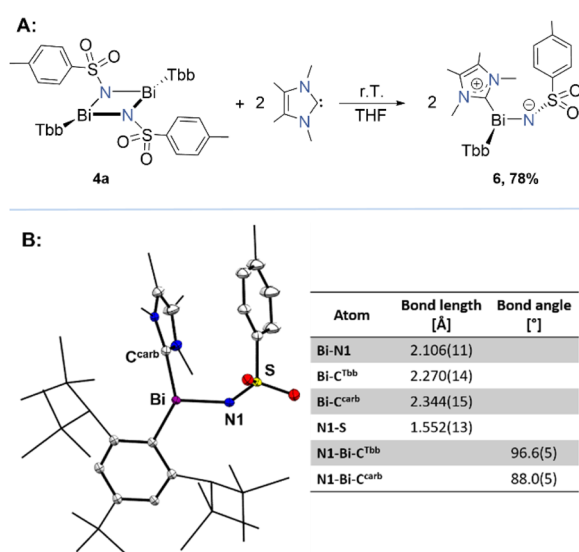 A:
O
O
S
Tbb
N
Bi
Bi
N
Tbb
S
O
O
4a
+ 2
N
:
N
r.T.
THF
2
N
+
N
Bi
N
⊖
S
O
O
Tbb
6, 78%
B:
Ccarb
Bi
N1
S
Atom Bond length [Å] Bond angle [°]
Bi-N1 2.106(11)
Bi-CTbb 2.270(14)
Bi-Ccarb 2.344(15)
N1-S 1.552(13)
N1-Bi-CTbb 96.6(5)
N1-Bi-Ccarb 88.0(5)